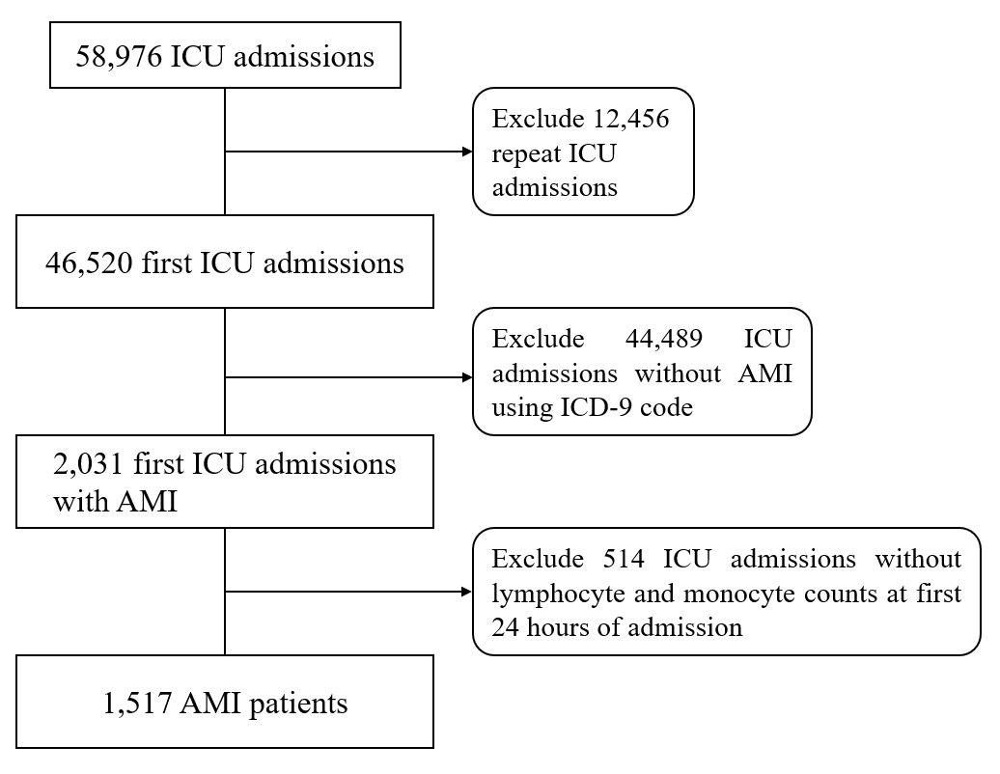 58,976 ICU admissions
Exclude 12,456
repeat ICU
admissions
46,520 first ICU admissions
Exclude 44,489 ICU
admissions without AMI
using ICD-9 code
2,031 first ICU admissions
with AMI
Exclude 514 ICU admissions without
lymphocyte and monocyte counts at first
24 hours of admission
1,517 AMI patients